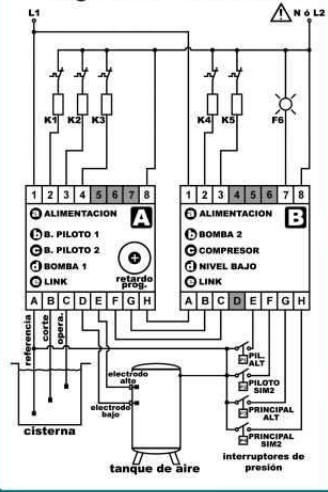 L1
N ó L2
K1 K2 K3
K4 K5
F6
1 2 3 4 5 6 7 8
1 2 3 4 5 6 7 8
a ALIMENTACION A
b B. PILOTO 1
c B. PILOTO 2
d BOMBA 1
e LINK
retardo
prog.
A B C D E F G H
a ALIMENTACION B
b BOMBA 2
c COMPRESOR
d NIVEL BAJO
e LINK
A B C D E F G H
referencia
corte
opera.
electrodo
alto
electrodo
bajo
cisterna
tanque de aire
PIL.
ALT
PILOTO
SIM2
PRINCIPAL
ALT
PRINCIPAL
SIM2
interruptores de
presión